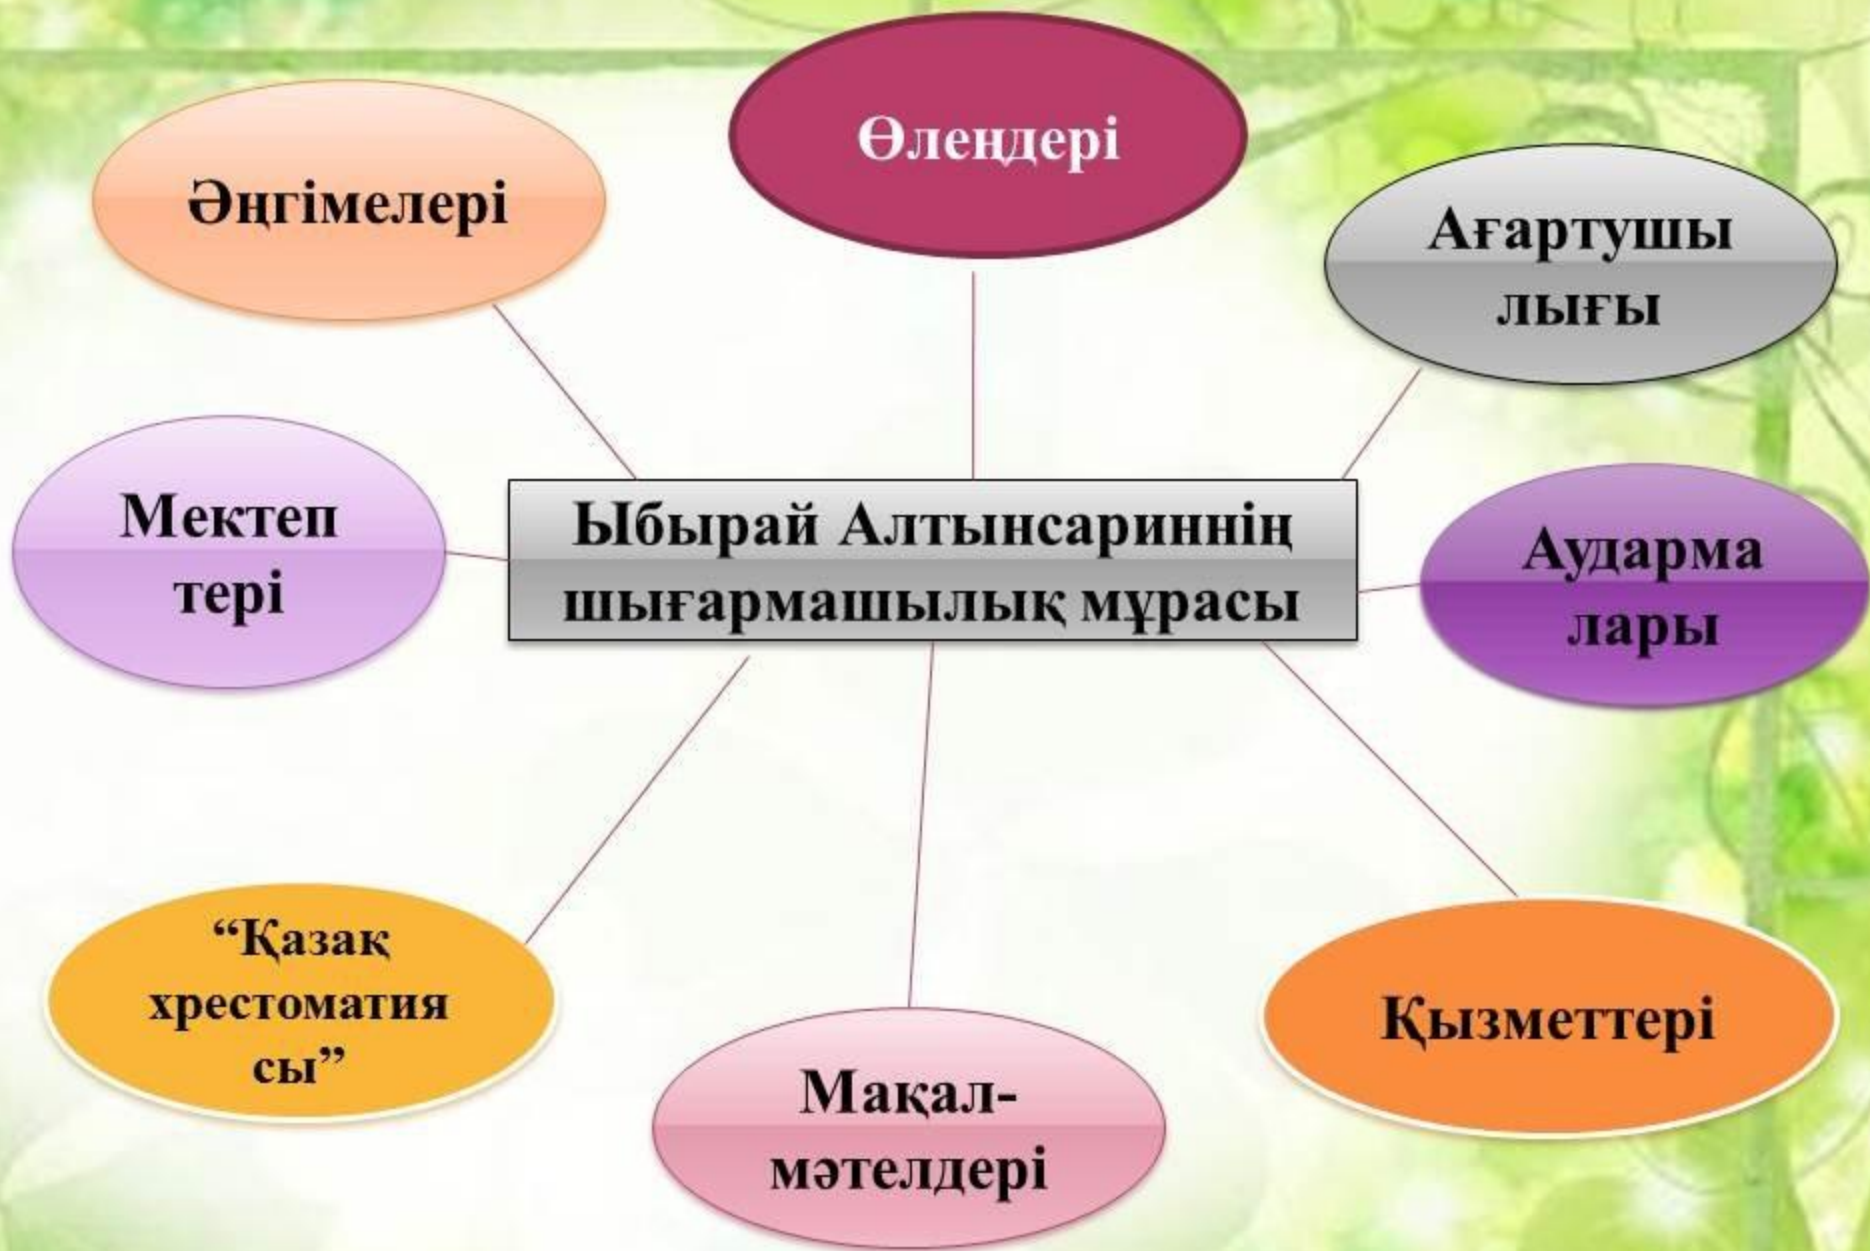 Өлеңдері
Әңгімелері
Ағартушы
лығы
Мектеп
тері
Ыбырай Алтынсариннің
шығармашылық мұрасы
Аударма
лары
“Қазақ
хрестоматия
сы”
Мақал-
мәтелдері
Қызметтері